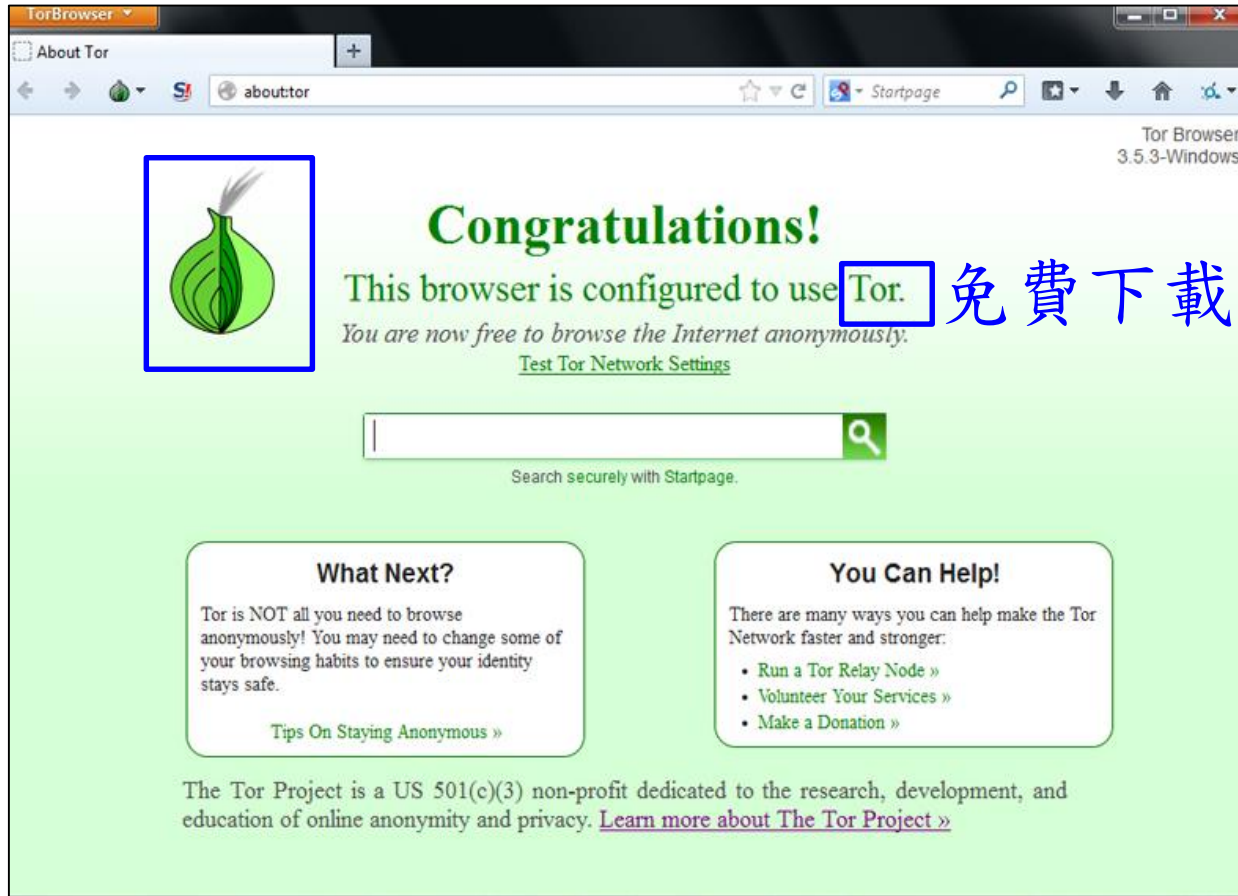 TorBrowser
About Tor
about:tor
Startpage
Tor Browser
3.5.3-Windows
Congratulations!
This browser is configured to use Tor.
免費下載
You are now free to browse the Internet anonymously.
Test Tor Network Settings
Search securely with Startpage.
What Next?
Tor is NOT all you need to browse
anonymously! You may need to change some of
your browsing habits to ensure your identity
stays safe.
Tips On Staying Anonymous »
You Can Help!
There are many ways you can help make the Tor
Network faster and stronger:
• Run a Tor Relay Node »
• Volunteer Your Services »
• Make a Donation »
The Tor Project is a US 501(c)(3) non-profit dedicated to the research, development, and
education of online anonymity and privacy. Learn more about The Tor Project »